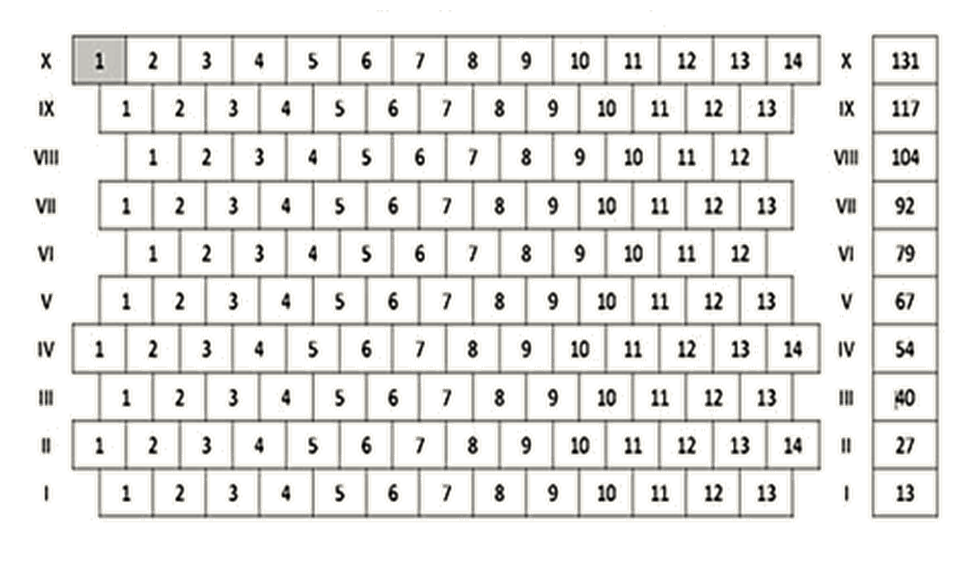 X 1 2 3 4 5 6 7 8 9 10 11 12 13 14 X 131
IX 1 2 3 4 5 6 7 8 9 10 11 12 13 IX 117
VIII 1 2 3 4 5 6 7 8 9 10 11 12 VIII 104
VII 1 2 3 4 5 6 7 8 9 10 11 12 13 VII 92
VI 1 2 3 4 5 6 7 8 9 10 11 12 VI 79
V 1 2 3 4 5 6 7 8 9 10 11 12 13 V 67
IV 1 2 3 4 5 6 7 8 9 10 11 12 13 14 IV 54
III 1 2 3 4 5 6 7 8 9 10 11 12 13 III 40
II 1 2 3 4 5 6 7 8 9 10 11 12 13 14 II 27
I 1 2 3 4 5 6 7 8 9 10 11 12 13 I 13